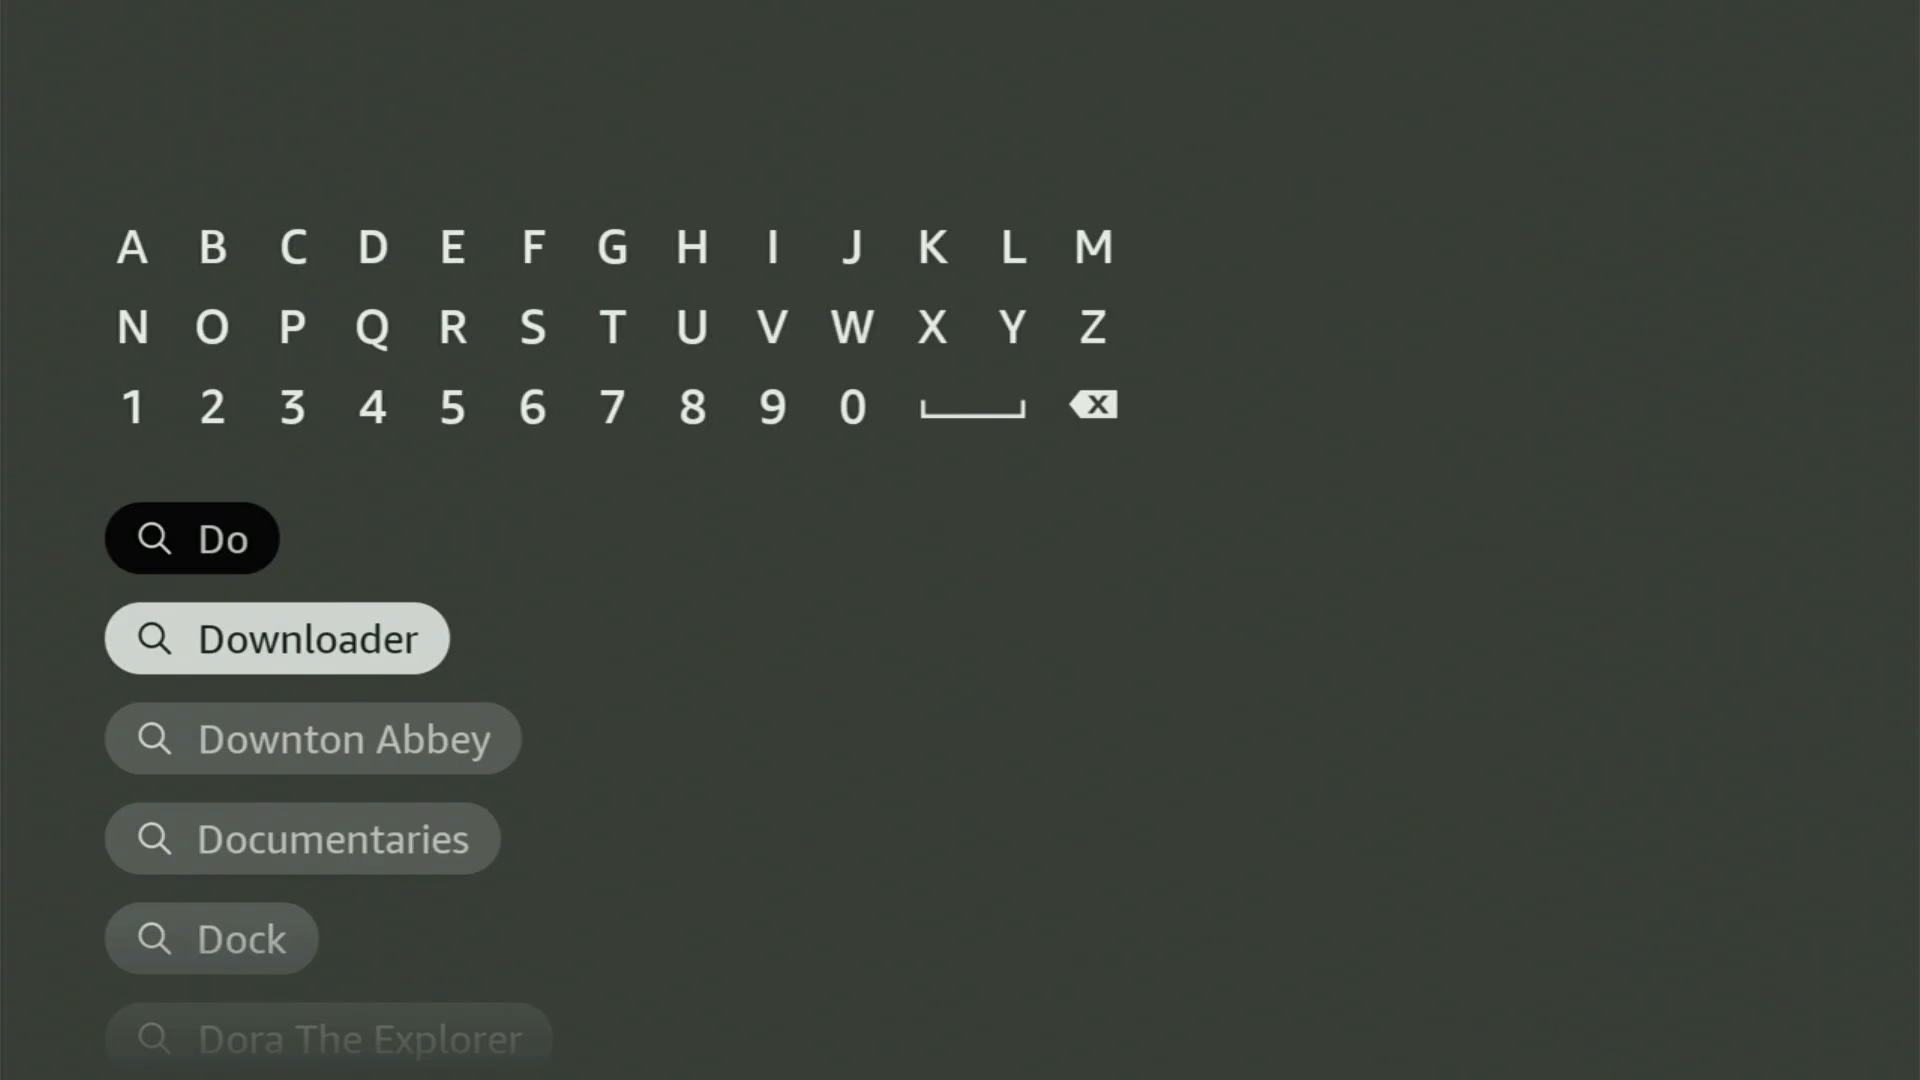 A B C D E F G H I J K L M
N O P Q R S T U V W X Y Z
1 2 3 4 5 6 7 8 9 0
Do
Downloader
Downton Abbey
Documentaries
Dock
Dora The Explorer